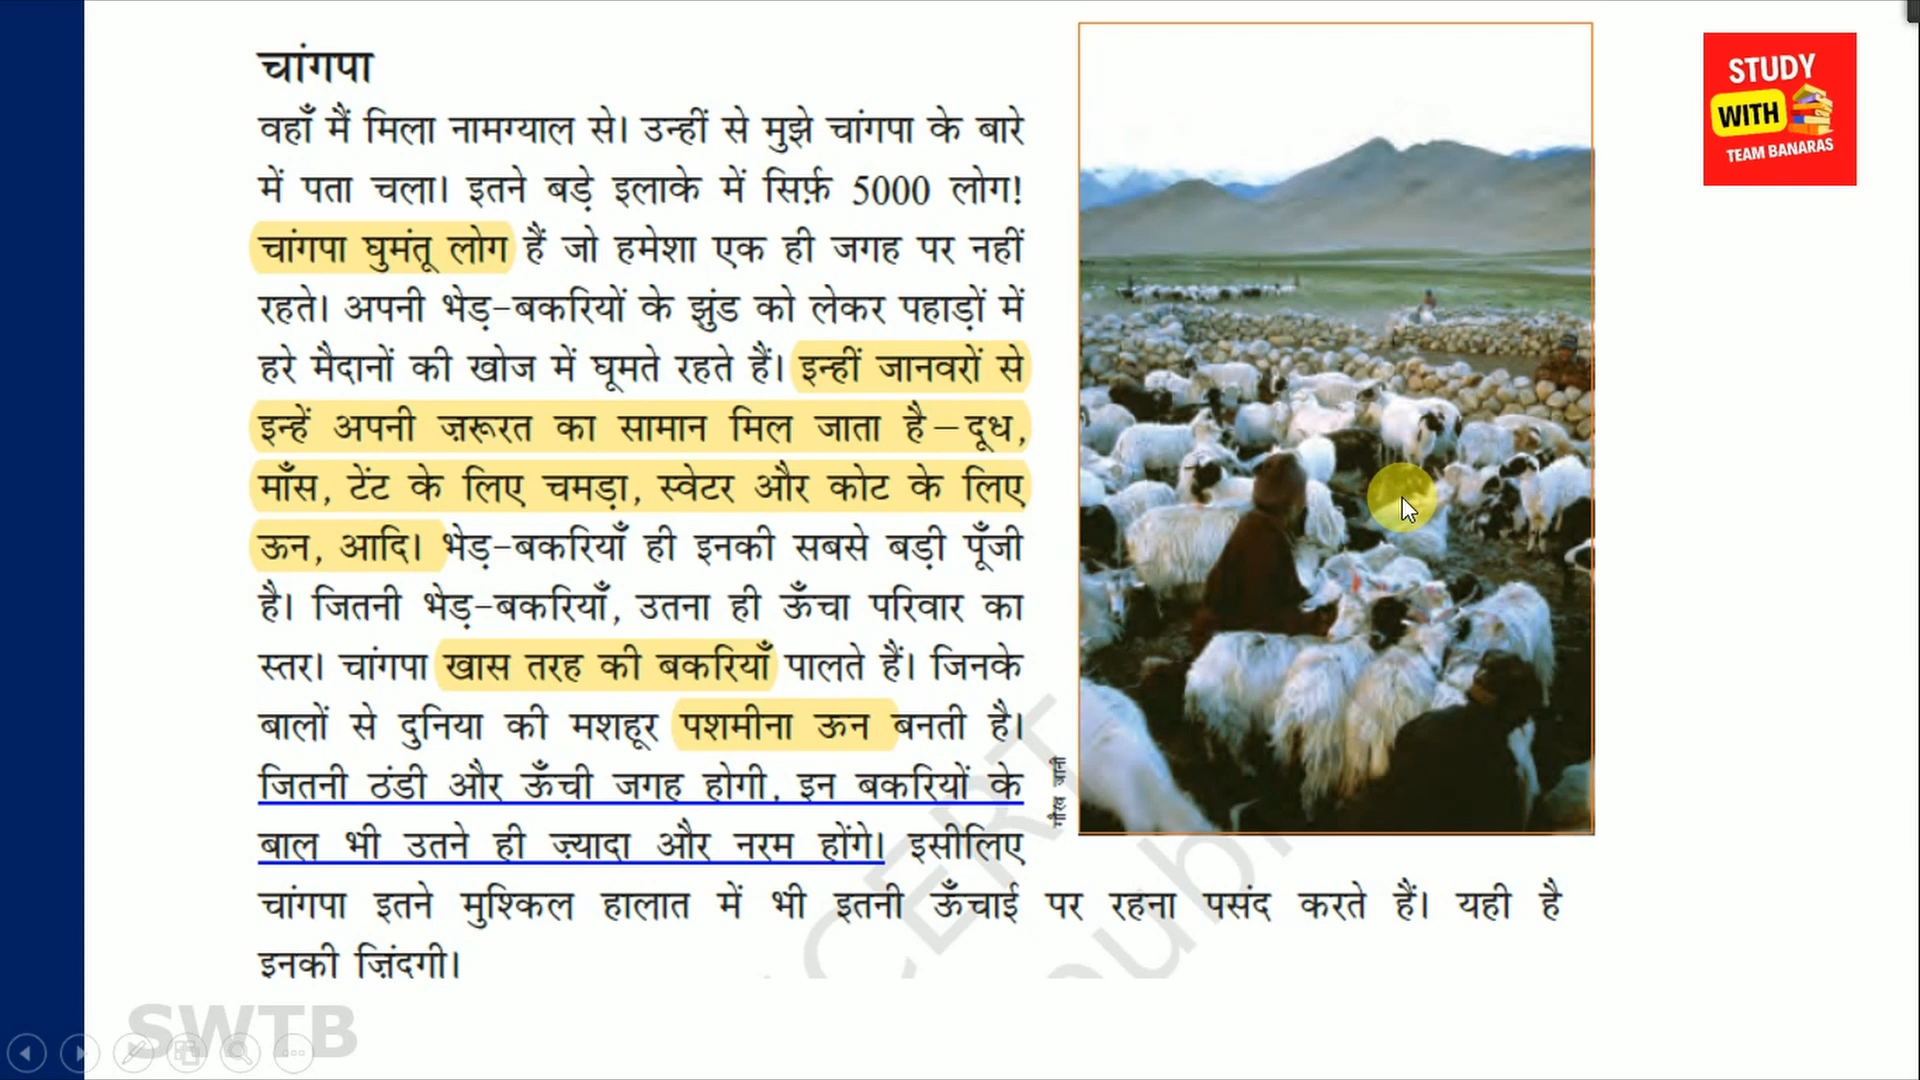 चांगपा
वहाँ मैं मिला नामग्याल से। उन्हीं से मुझे चांगपा के बारे
में पता चला। इतने बड़े इलाके में सिर्फ़ 5000 लोग!
चांगपा घुमंतू लोग हैं जो हमेशा एक ही जगह पर नहीं
रहते। अपनी भेड़-बकरियों के झुंड को लेकर पहाड़ों में
हरे मैदानों की खोज में घूमते रहते हैं। इन्हीं जानवरों से
इन्हें अपनी ज़रूरत का सामान मिल जाता है – दूध,
माँस, टेंट के लिए चमड़ा, स्वेटर और कोट के लिए
ऊन, आदि। भेड़-बकरियाँ ही इनकी सबसे बड़ी पूँजी
है। जितनी भेड़-बकरियाँ, उतना ही ऊँचा परिवार का
स्तर। चांगपा खास तरह की बकरियाँ पालते हैं। जिनके
बालों से दुनिया की मशहूर पशमीना ऊन बनती है।
जितनी ठंडी और ऊँची जगह होगी, इन बकरियों के
बाल भी उतने ही ज़्यादा और नरम होंगे। इसीलिए
चांगपा इतने मुश्किल हालात में भी इतनी ऊँचाई पर रहना पसंद करते हैं। यही है
इनकी ज़िंदगी।
गौरव जानी
STUDY
WITH
TEAM BANARAS
SWTB